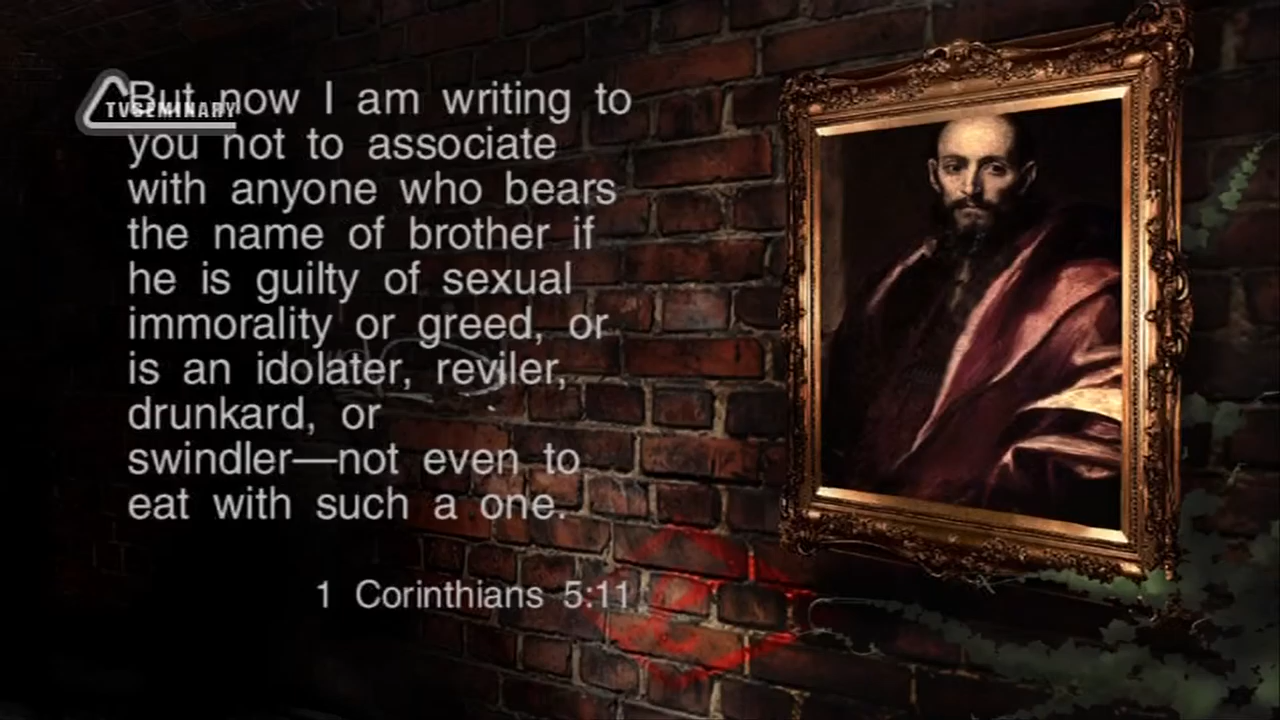 TVSEMINARY
But now I am writing to
you not to associate
with anyone who bears
the name of brother if
he is guilty of sexual
immorality or greed, or
is an idolater, reviler,
drunkard, or
swindler—not even to
eat with such a one.
1 Corinthians 5:11